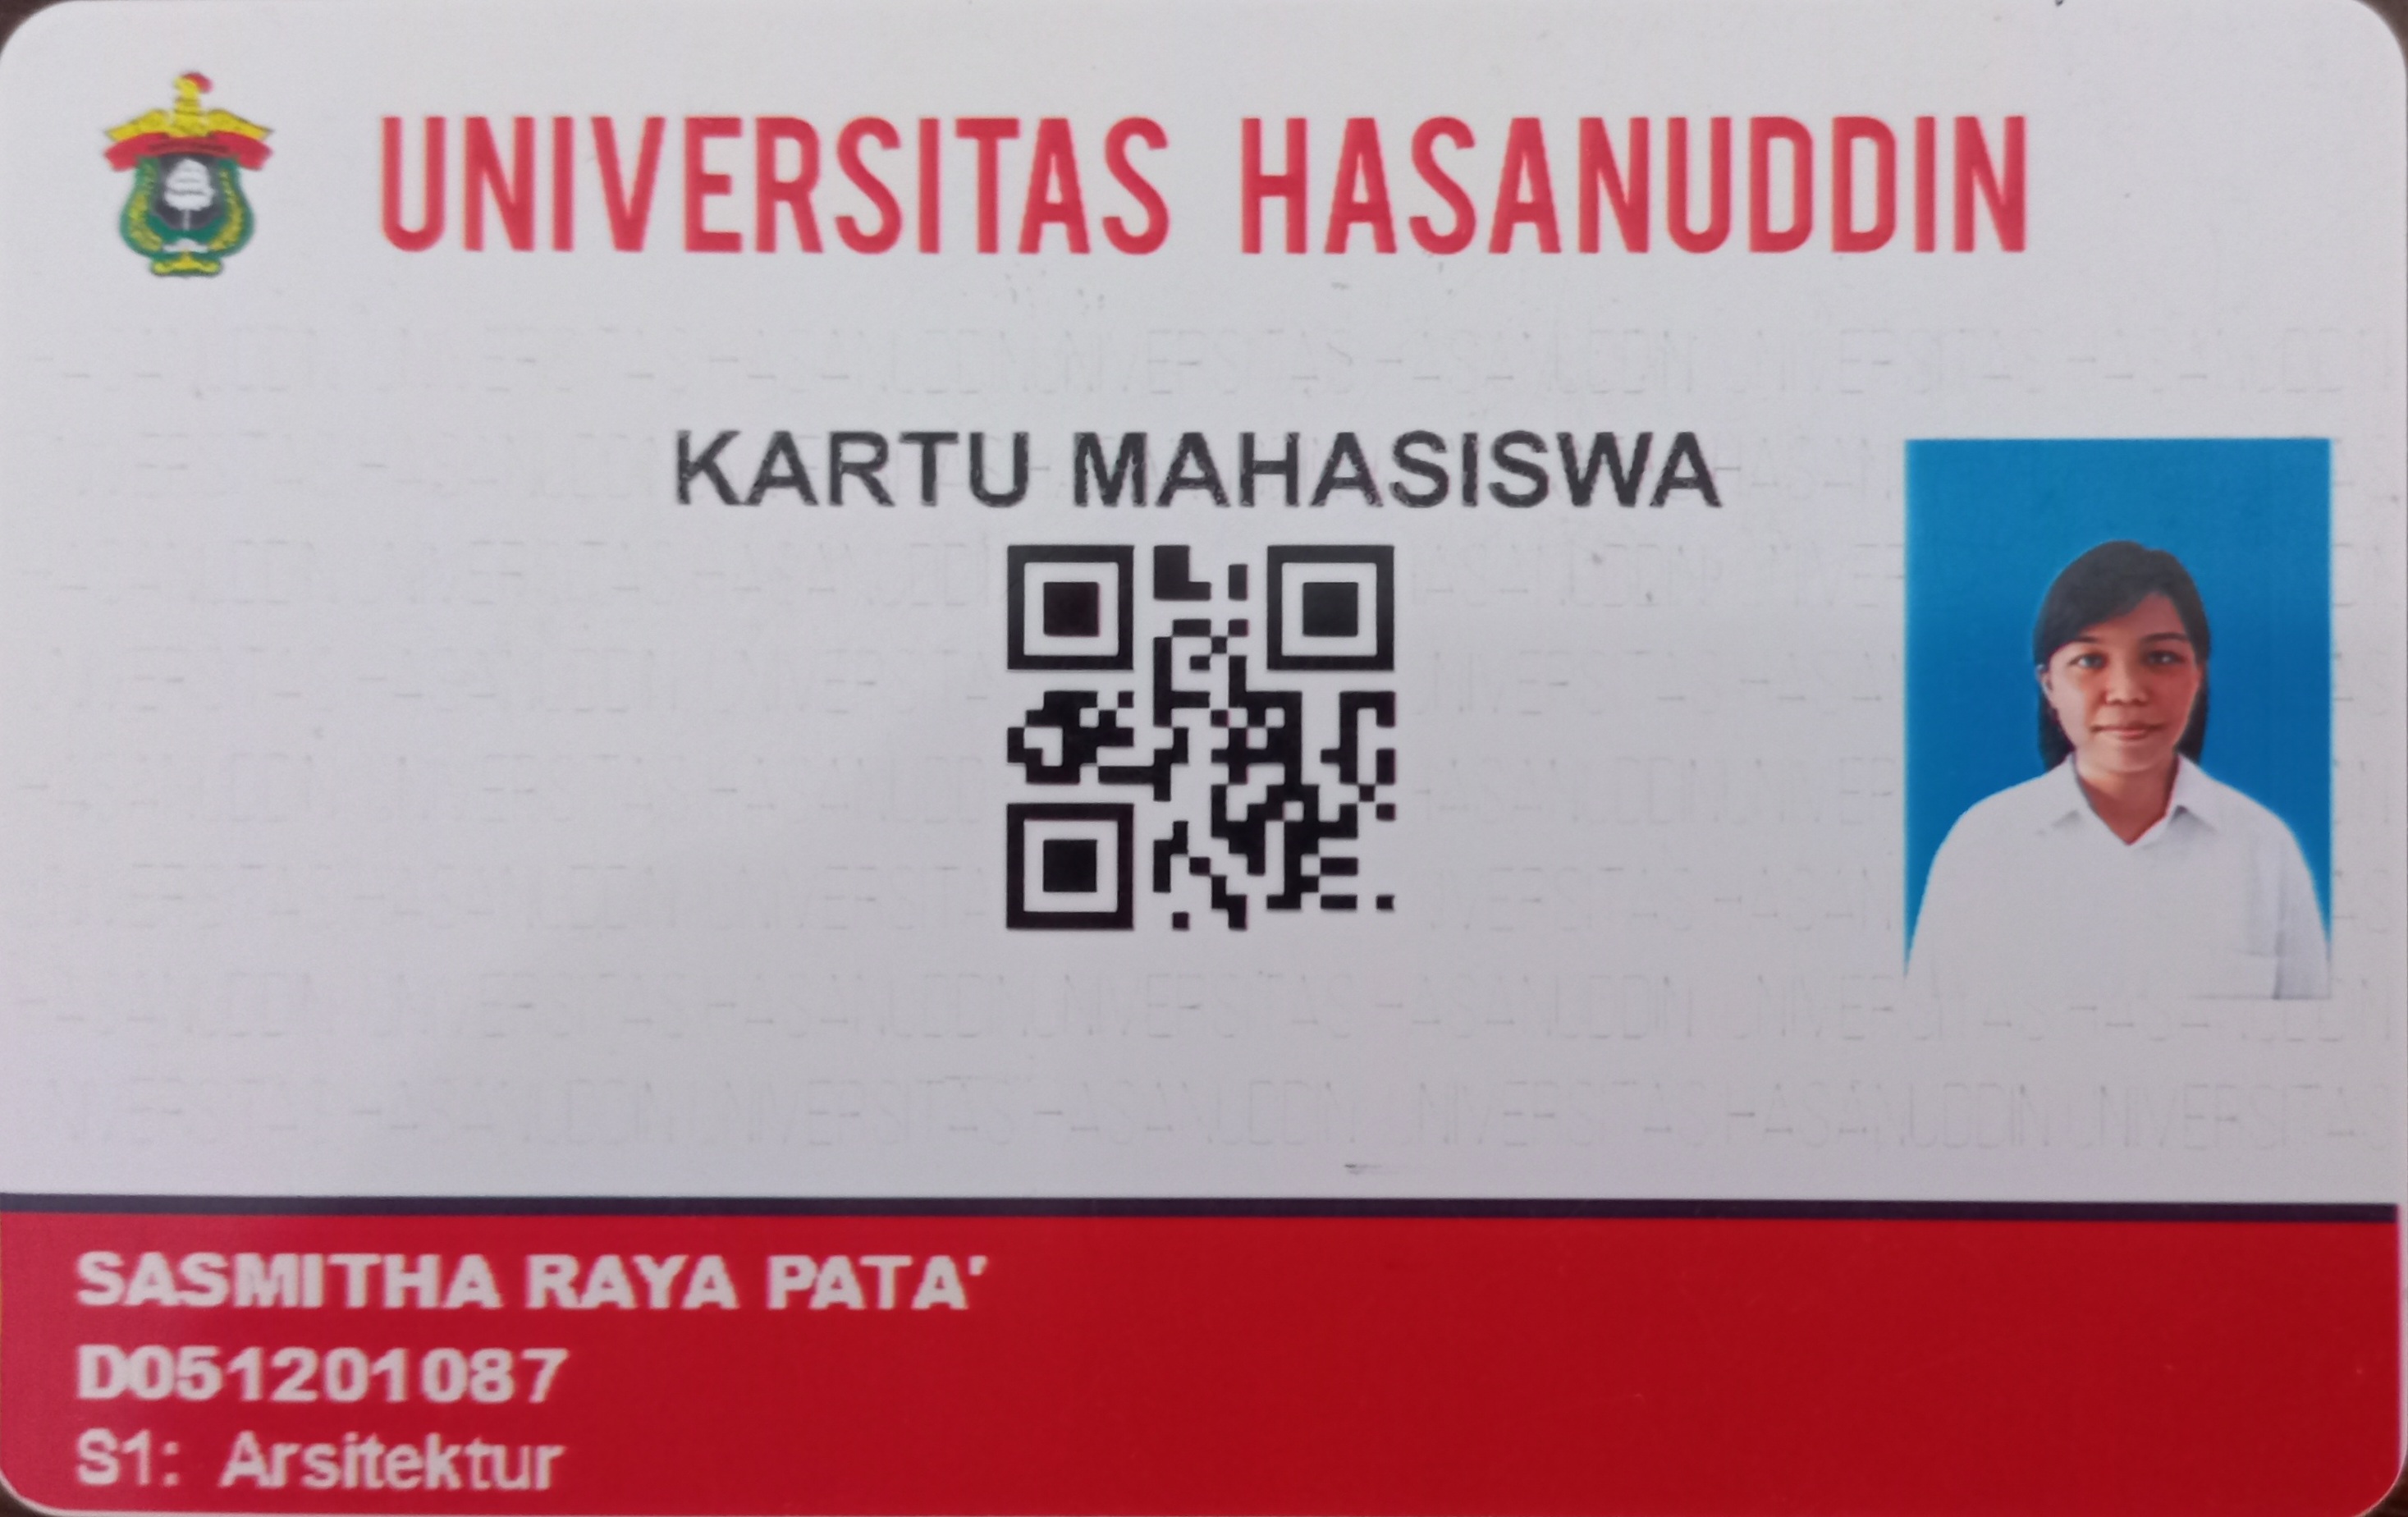 UNIVERSITAS HASANUDDIN
KARTU MAHASISWA
SASMITHA RAYA PATA'
D051201087
S1: Arsitektur